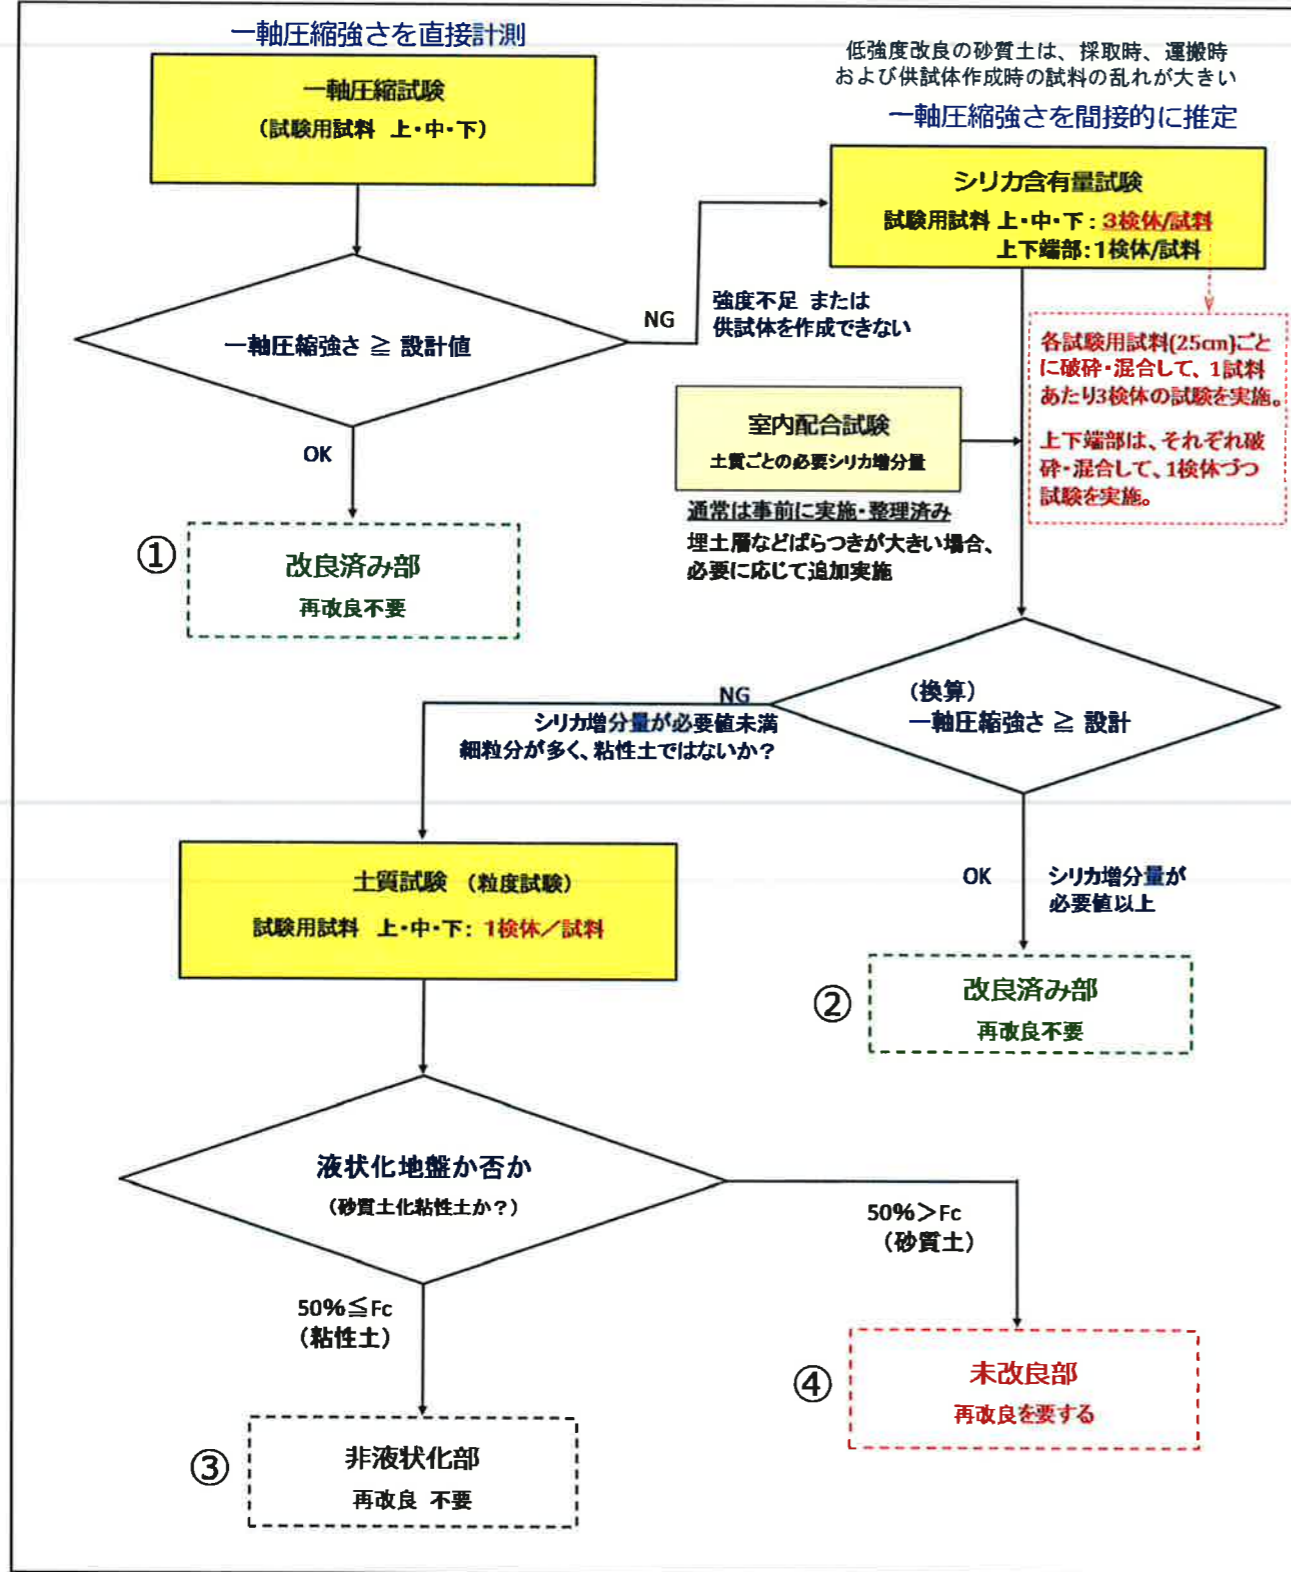 一軸圧縮強さを直接計測
一軸圧縮試験
（試験用試料 上・中・下）
一軸圧縮強さ ≧ 設計値
OK
①
改良済み部
再改良不要
低強度改良の砂質土は、採取時、運搬時
および供試体作成時の試料の乱れが大きい
一軸圧縮強さを間接的に推定
シリカ含有量試験
試験用試料 上・中・下：3検体/試料
上下端部：1検体/試料
NG
強度不足 または
供試体を作成できない
各試験用試料(25cm)ごと
に破砕・混合して、1試料
あたり3検体の試験を実施。
上下端部は、それぞれ破
砕・混合して、1検体づつ
試験を実施。
室内配合試験
土質ごとの必要シリカ増分量
通常は事前に実施・整理済み
埋土層などばらつきが大きい場合、
必要に応じて追加実施
（換算）
一軸圧縮強さ ≧ 設計
NG
シリカ増分量が必要値未満
細粒分が多く、粘性土ではないか？
OK
シリカ増分量が
必要値以上
②
改良済み部
再改良不要
土質試験 （粒度試験）
試験用試料 上・中・下： 1検体／試料
液状化地盤か否か
（砂質土化粘性土か？）
50%＞Fc
（砂質土）
50%≦Fc
（粘性土）
④
未改良部
再改良を要する
③
非液状化部
再改良 不要